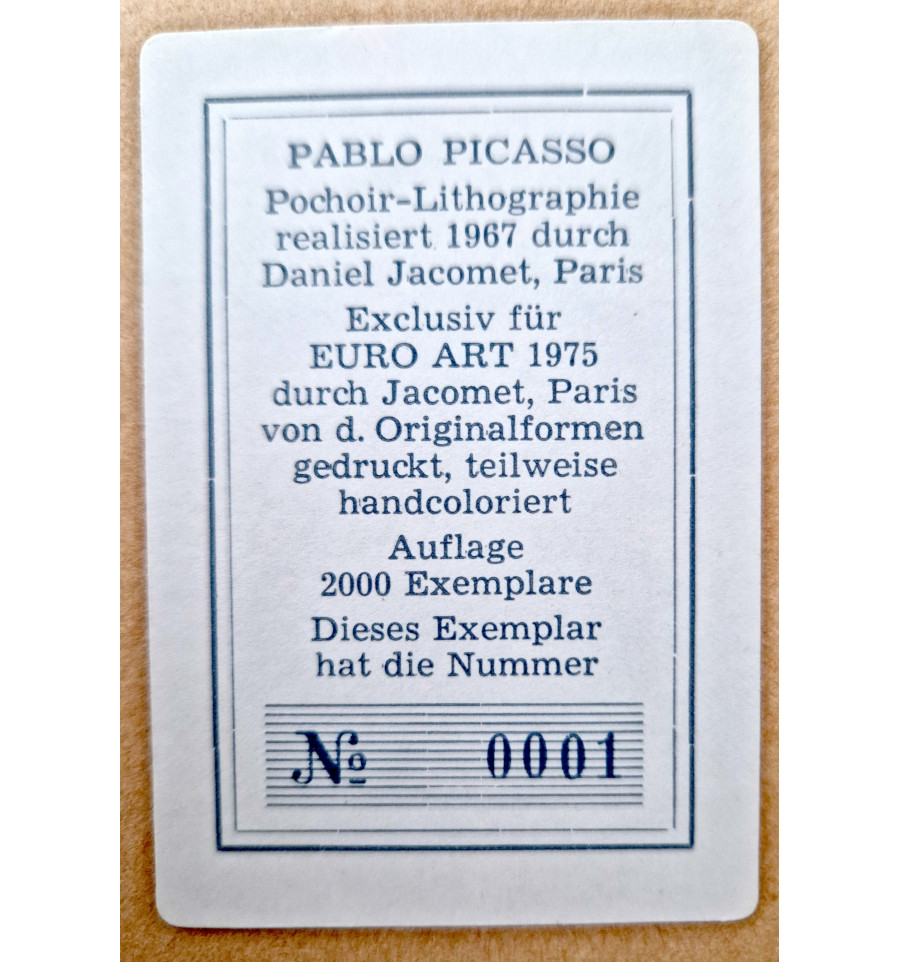 PABLO PICASSO
Pochoir-Lithographie
realisiert 1967 durch
Daniel Jacomet, Paris
Exclusiv für
EURO ART 1975
durch Jacomet, Paris
von d. Originalformen
gedruckt, teilweise
handcoloriert
Auflage
2000 Exemplare
Dieses Exemplar
hat die Nummer
№ 0001